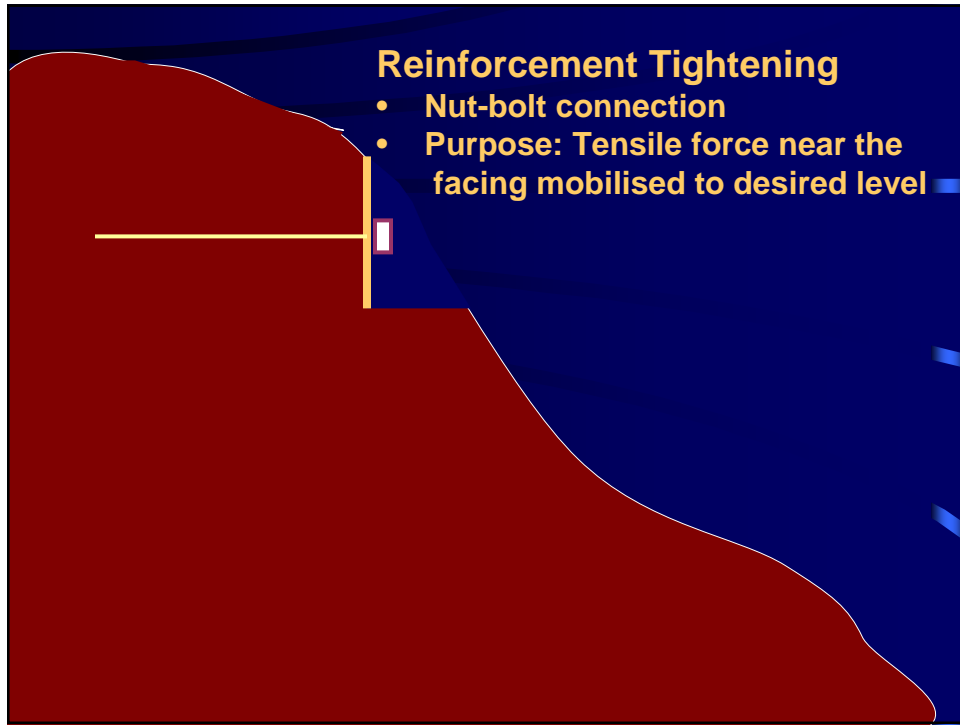 Reinforcement Tightening
• Nut-bolt connection
• Purpose: Tensile force near the
facing mobilised to desired level